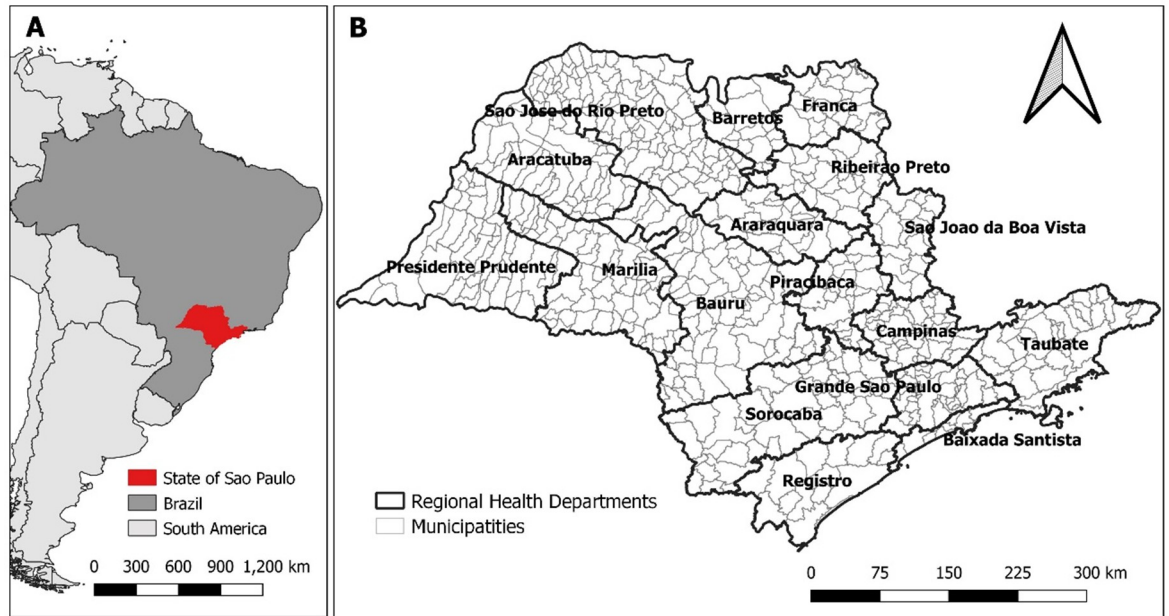 A
State of Sao Paulo
Brazil
South America
0 300 600 900 1,200 km
B
Sao Jose do Rio Preto
Barretos
Franca
Aracatuba
Ribeirao Preto
Araraquara
Sao Joao da Boa Vista
Presidente Prudente
Marilia
Piracibaca
Bauru
Campinas
Taubate
Grande Sao Paulo
Sorocaba
Baixada Santista
Registro
Regional Health Departments
Municipatities
0 75 150 225 300 km